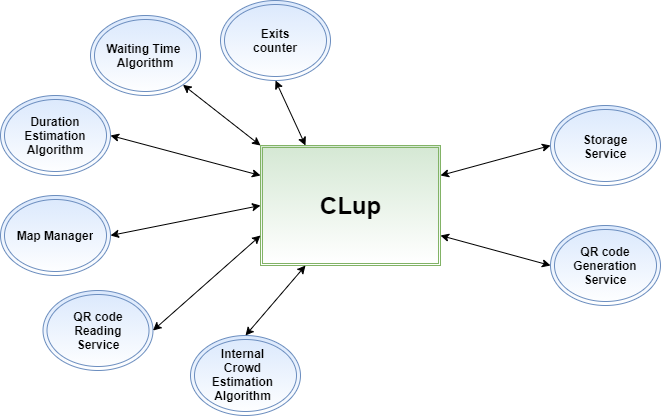 Exits
counter
Waiting Time
Algorithm
Duration
Estimation
Algorithm
Storage
Service
CLup
Map Manager
QR code
Generation
Service
QR code
Reading
Service
Internal
Crowd
Estimation
Algorithm